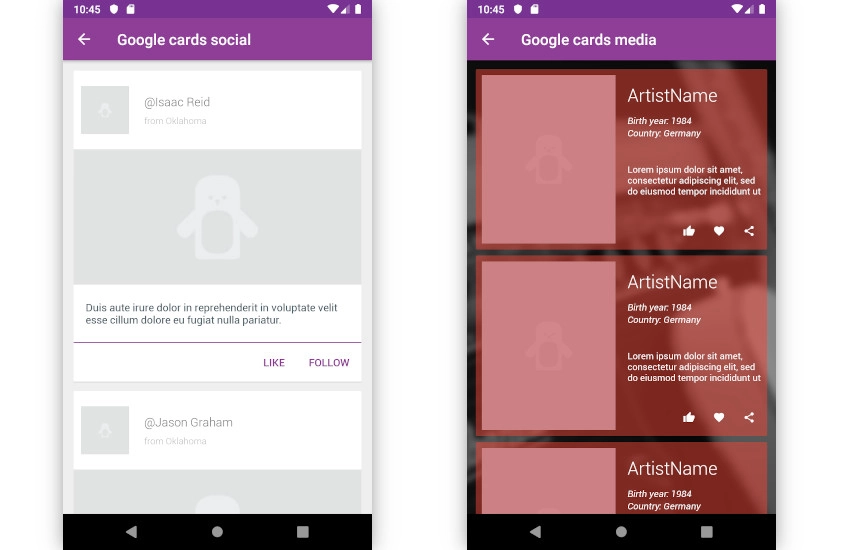 10:45
Google cards social
@Isaac Reid
from Oklahoma
Duis aute irure dolor in reprehenderit in voluptate velit
esse cillum dolore eu fugiat nulla pariatur.
LIKE FOLLOW
@Jason Graham
from Oklahoma
10:45
Google cards media
ArtistName
Birth year: 1984
Country: Germany
Lorem ipsum dolor sit amet,
consectetur adipiscing elit, sed
do eiusmod tempor incididunt ut
ArtistName
Birth year: 1984
Country: Germany
Lorem ipsum dolor sit amet,
consectetur adipiscing elit, sed
do eiusmod tempor incididunt ut
ArtistName
Birth year: 1984
Country: Germany